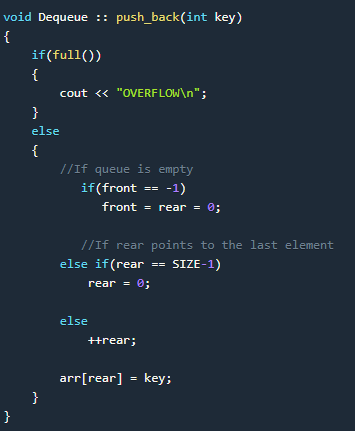 void Dequeue :: push_back(int key)
{
if(full())
{
cout << "OVERFLOW\n";
}
else
{
//If queue is empty
if(front == -1)
front = rear = 0;
//If rear points to the last element
else if(rear == SIZE-1)
rear = 0;
else
++rear;
arr[rear] = key;
}
}